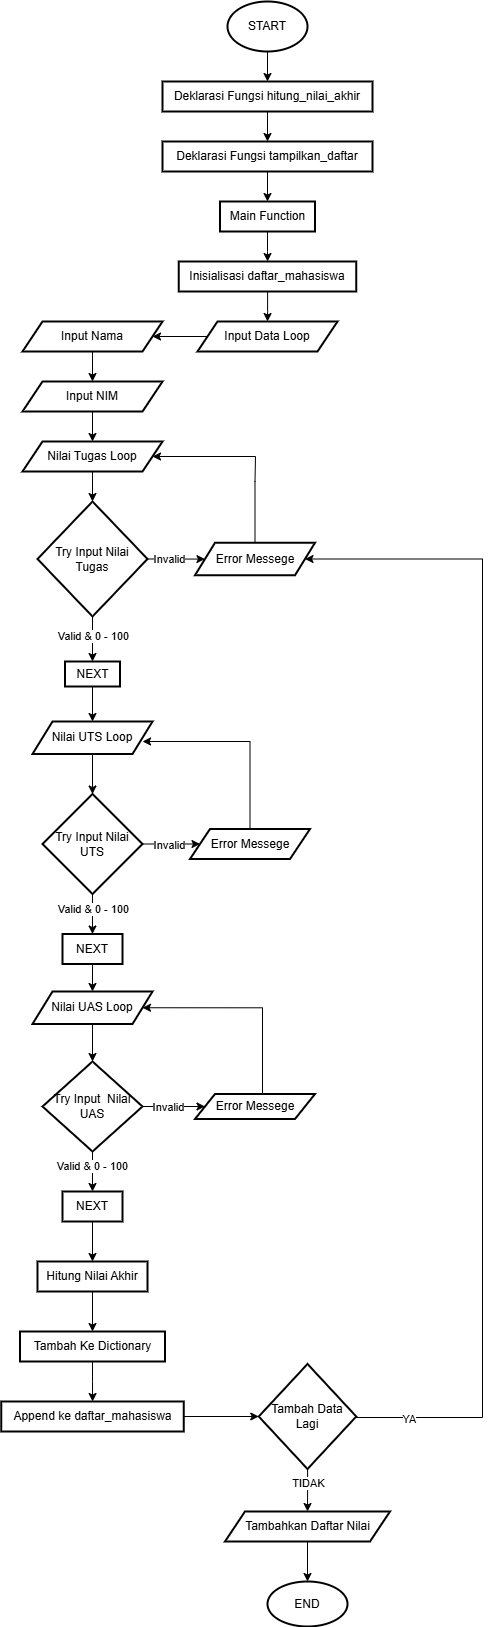 START
Deklarasi Fungsi hitung_nilai_akhir
Deklarasi Fungsi tampilkan_daftar
Main Function
Inisialisasi daftar_mahasiswa
Input Nama
Input Data Loop
Input NIM
Nilai Tugas Loop
Try Input Nilai
Tugas
Invalid
Error Messege
Valid & 0 - 100
NEXT
Nilai UTS Loop
Try Input Nilai
UTS
Invalid
Error Messege
Valid & 0 - 100
NEXT
Nilai UAS Loop
Try Input Nilai
UAS
Invalid
Error Messege
Valid & 0 - 100
NEXT
Hitung Nilai Akhir
Tambah Ke Dictionary
Append ke daftar_mahasiswa
Tambah Data
Lagi
YA
TIDAK
Tambahkan Daftar Nilai
END